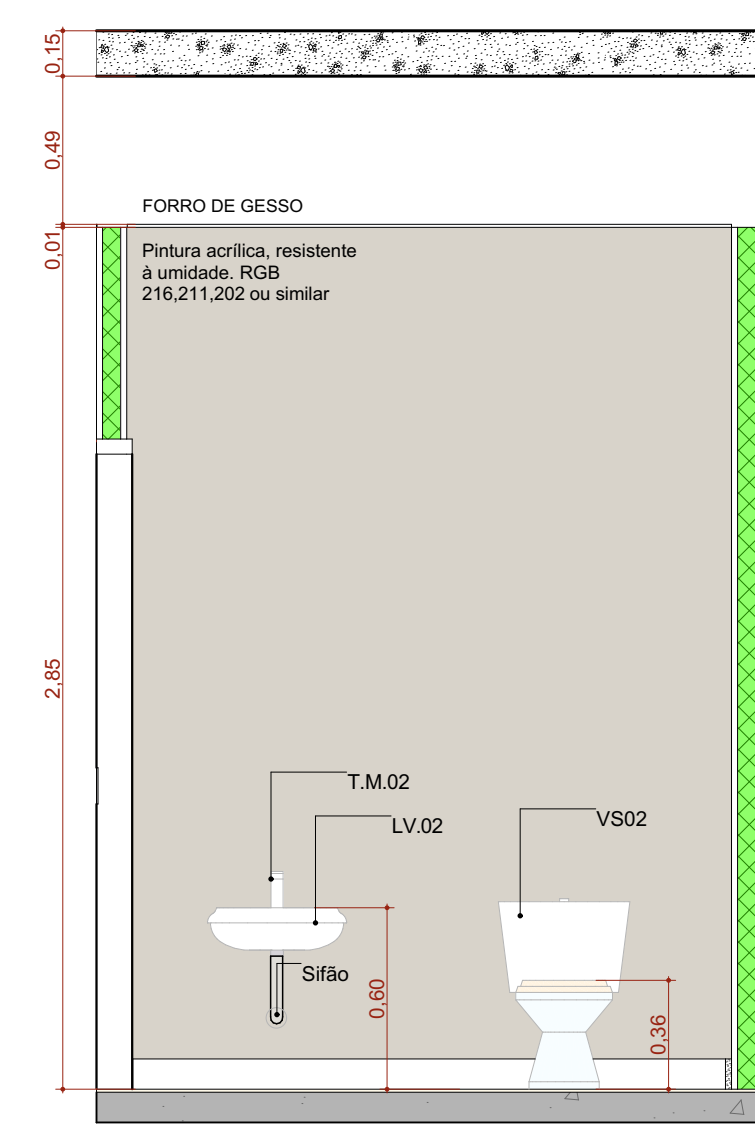 0,15
0,49
FORRO DE GESSO
0,01
Pintura acrílica, resistente
à umidade. RGB
216,211,202 ou similar
2,85
T.M.02
LV.02
VS02
Sifão
0,60
0,36